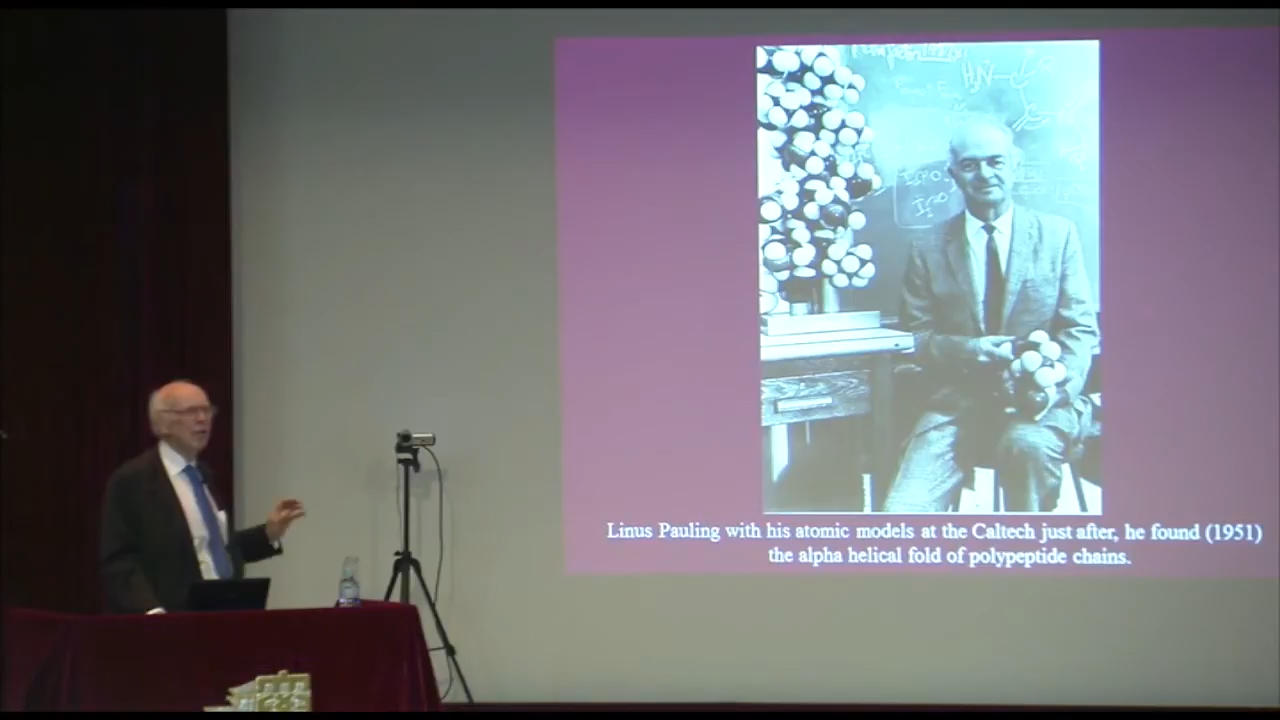 H₂N
Linus Pauling with his atomic models at the Caltech just after, he found (1951)
the alpha helical fold of polypeptide chains.